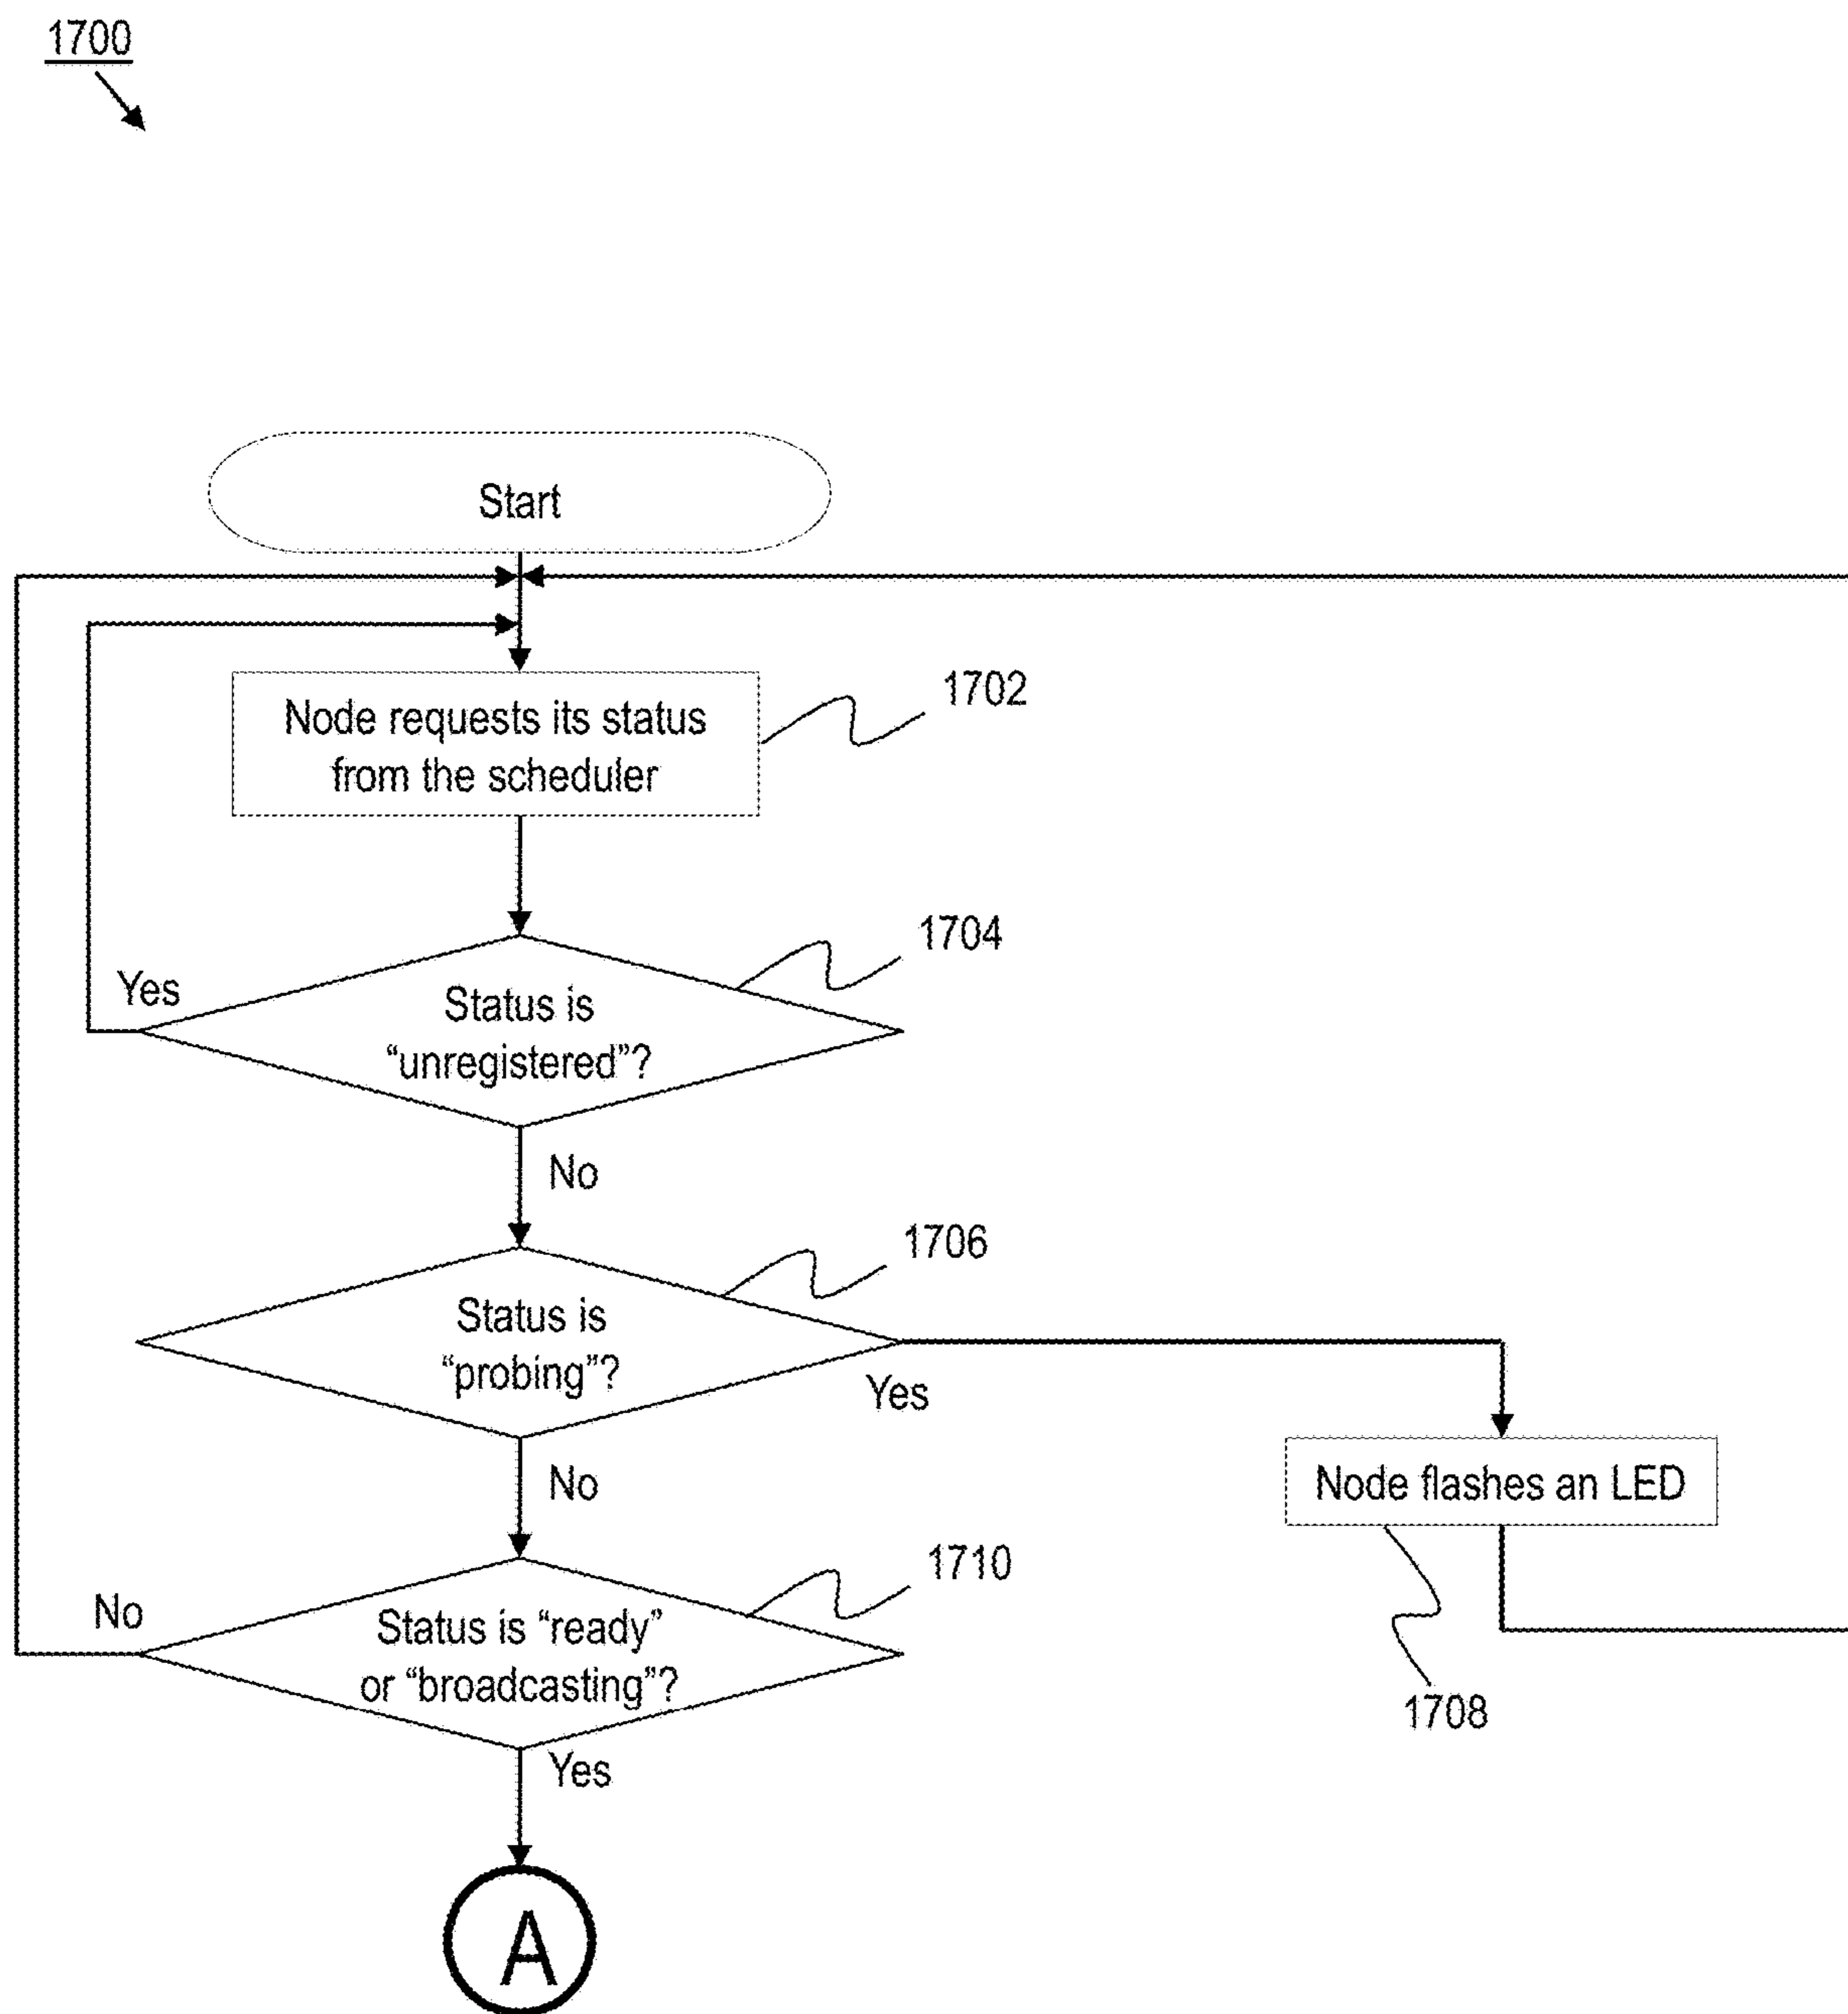 1700
Start
Node requests its status
from the scheduler
1702
1704
Yes
Status is
“unregistered”?
No
1706
Status is
“probing”?
Yes
No
Node flashes an LED
1708
1710
No
Status is “ready”
or “broadcasting”?
Yes
A